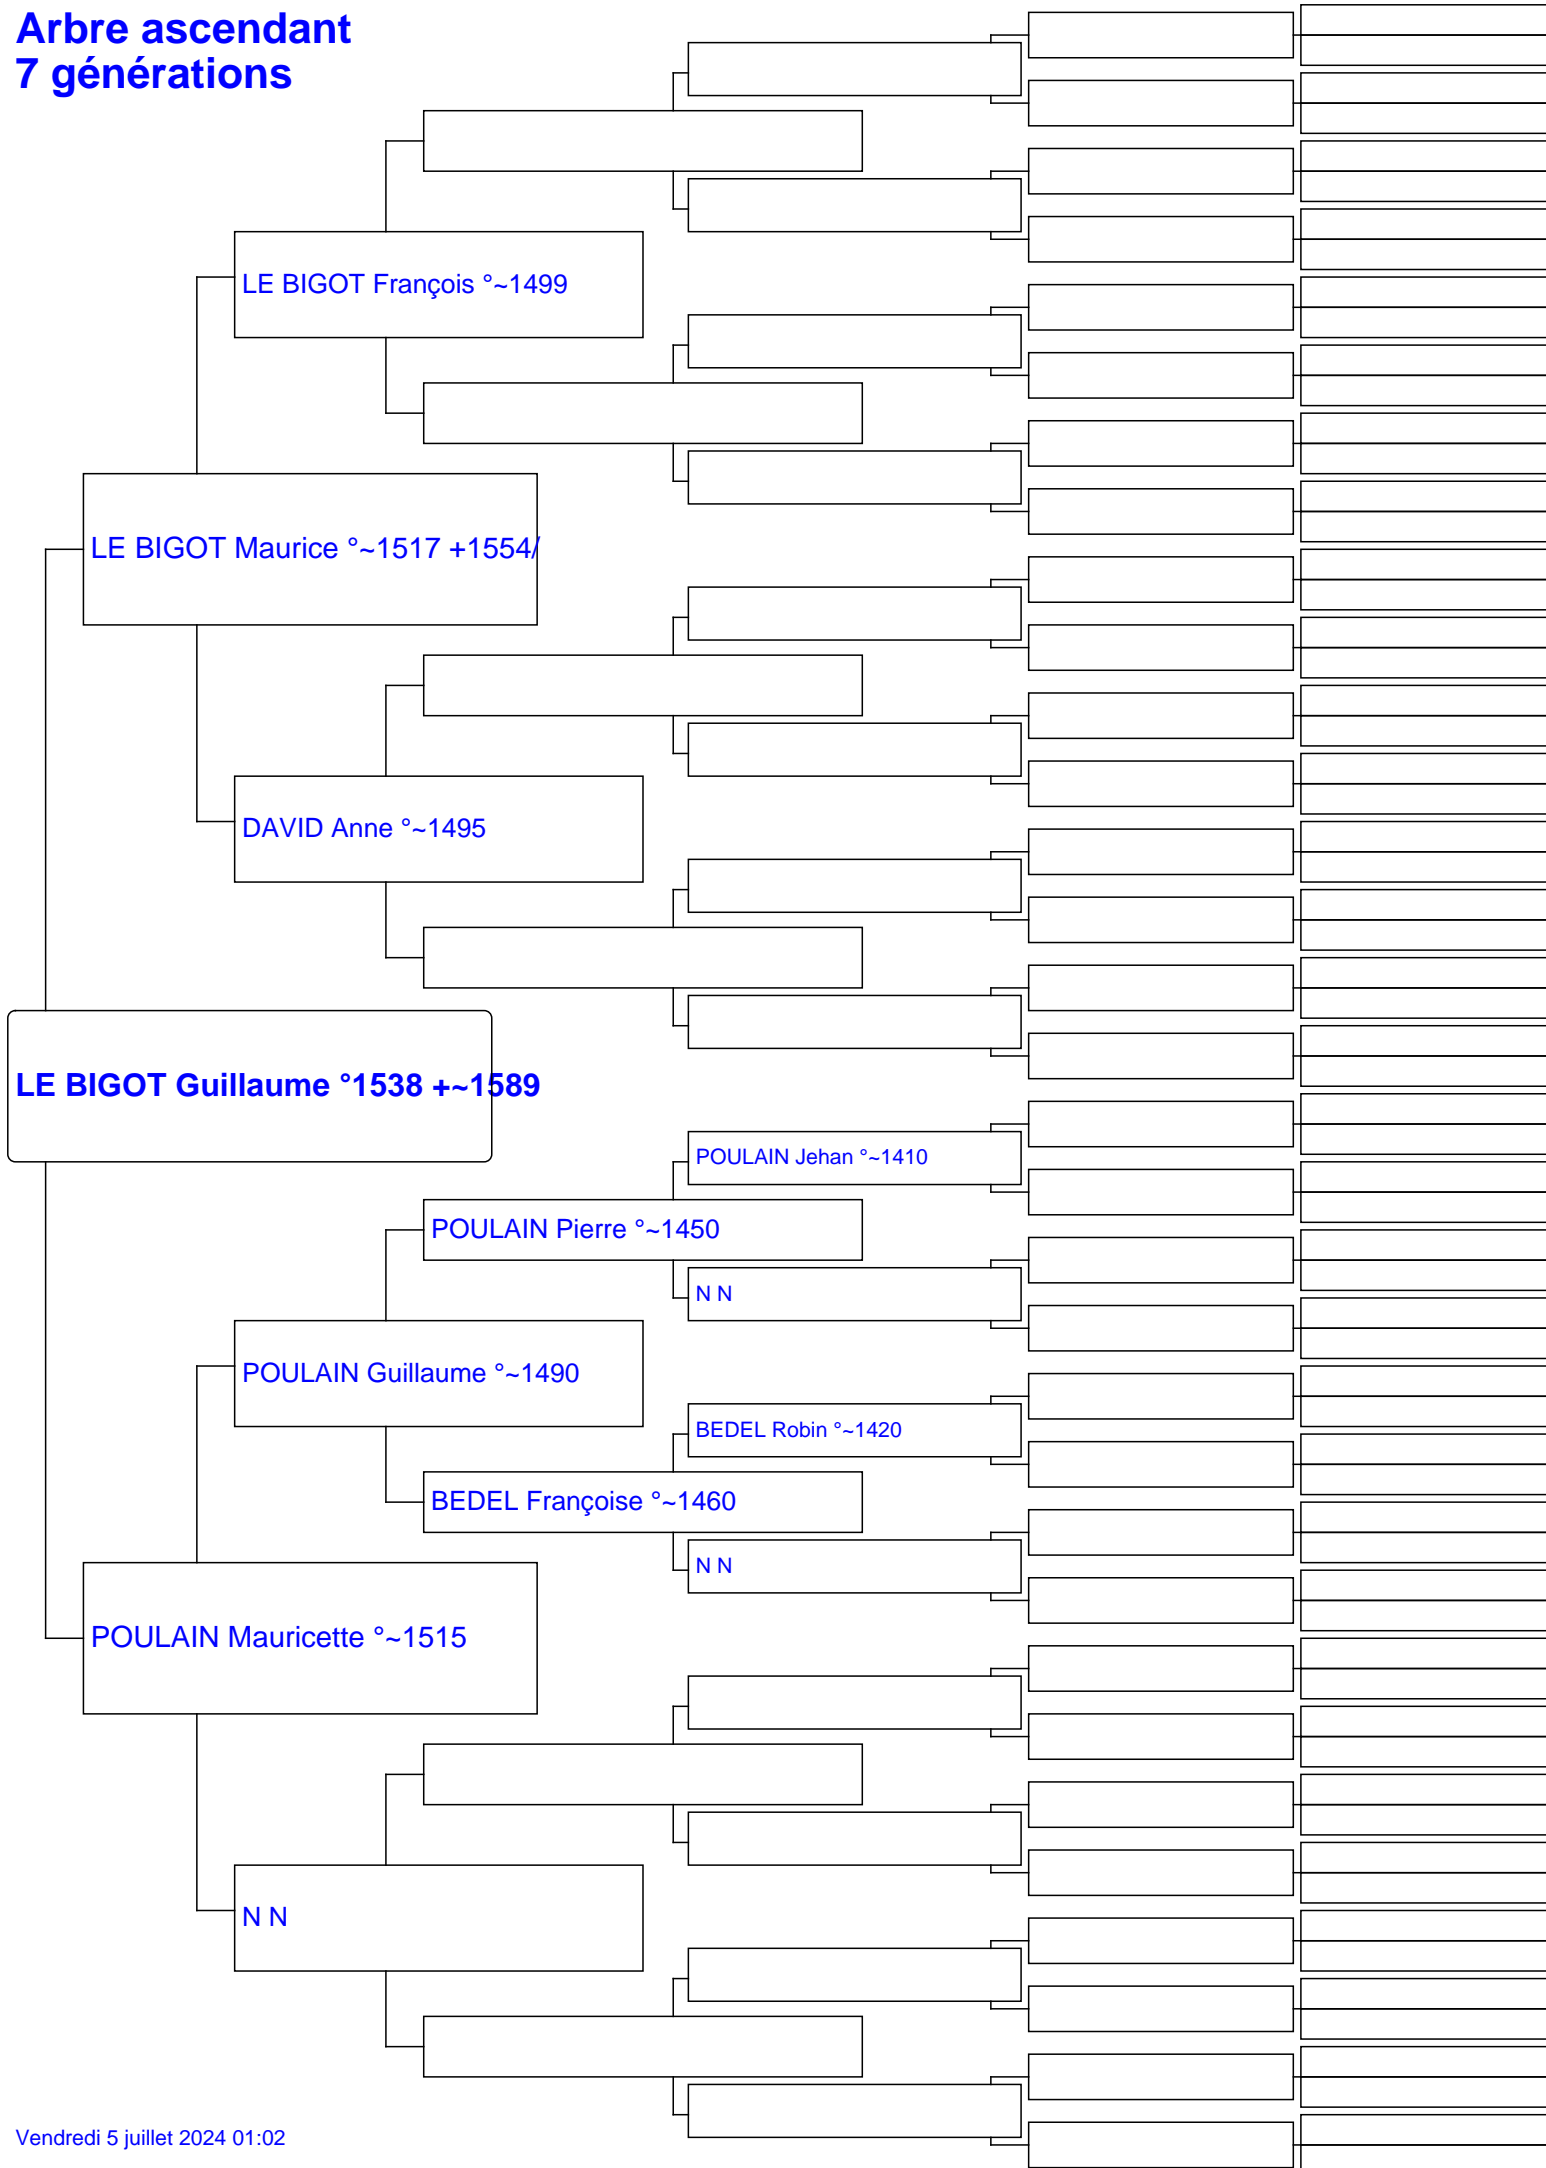 Arbre ascendant
7 générations
LE BIGOT François °~1499
LE BIGOT Maurice °~1517 +1554/
DAVID Anne °~1495
LE BIGOT Guillaume °1538 +~1589
POULAIN Jehan °~1410
POULAIN Pierre °~1450
N N
POULAIN Guillaume °~1490
BEDEL Robin °~1420
BEDEL Françoise °~1460
N N
POULAIN Mauricette °~1515
N N
Vendredi 5 juillet 2024 01:02